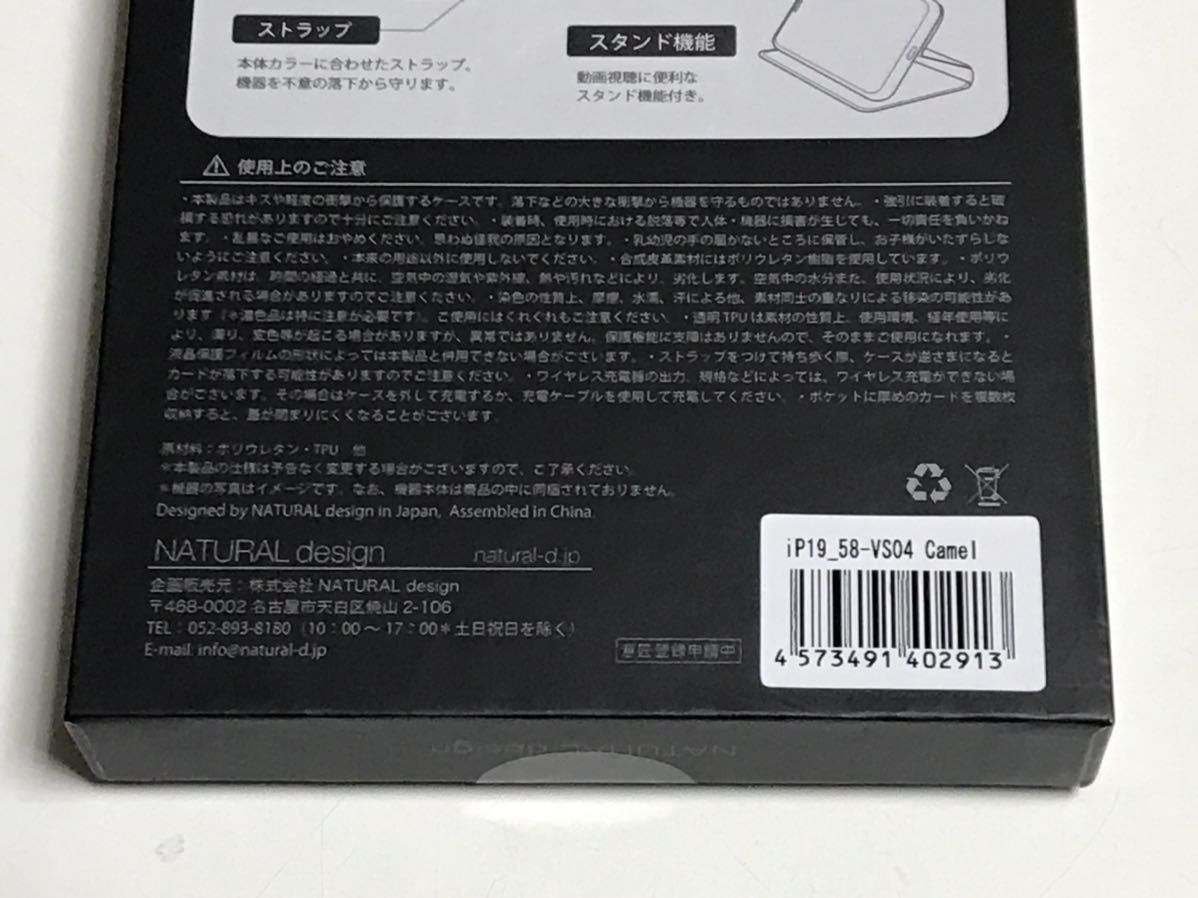 ストラップ
本体カラーに合わせたストラップ。
機器を不意の落下から守ります。
スタンド機能
動画視聴に便利な
スタンド機能付き。
使用上のご注意
・本製品はキズや軽度の衝撃から保護するケースです。落下などの大きな衝撃から機器を守るものではありません。・強引に装着すると破
損する恐れがありますので十分にご注意ください。・装着時、使用時における脱落等で人体・機器に損害が生じても、一切責任を負いかね
ます。・乱暴なご使用はおやめください。思わぬ怪我の原因となります。・乳幼児の手の届かないところに保管し、お子様がいたずらしな
いようにご注意ください。・本来の用途以外に使用しないでください。・合成皮革素材にはポリウレタン樹脂を使用しています。・ポリウ
レタン素材は、時間の経過と共に、空気中の湿気や紫外線、熱や汚れなどにより、劣化します。空気中の水分また、使用状況により、劣化
が促進される場合がありますのでご注意ください。・染色の性質上、摩擦、水濡、汗による他、素材同士の重なりによる移染の可能性があ
ります（※濃色品は特に注意が必要です）。ご使用にはくれぐれもご注意ください。・透明TPUは素材の性質上、使用環境、経年使用等に
より、濁り、変色等が起こる場合がありますが、異常ではありません。保護機能に支障はありませんので、そのままご使用になれます。・
液晶保護フィルムの形状によっては本製品と併用できない場合がございます。・ストラップをつけて持ち歩く際、ケースが逆さまになると
カードが落下する可能性がありますのでご注意ください。・ワイヤレス充電器の出力、規格などによっては、ワイヤレス充電ができない場
合がございます。その場合はケースを外して充電するか、充電ケーブルを使用して充電してください。・ポケットに厚めのカードを複数枚
収納すると、蓋が閉まりにくくなることがございます。
原材料：ポリウレタン・TPU 他
＊本製品の仕様は予告なく変更する場合がございますので、ご了承ください。
＊機器の写真はイメージです。なお、機器本体は商品の中に同梱されておりません。
Designed by NATURAL design in Japan, Assembled in China.
NATURAL design natural-d.jp
企画販売元：株式会社 NATURAL design
〒468-0002 名古屋市天白区焼山 2-106
TEL：052-893-8180（10：00～17：00＊土日祝日を除く）
E-mail: info@natural-d.jp
意匠登録申請中
iP19_58-VS04 Camel
4 573491 402913
NATURAL design